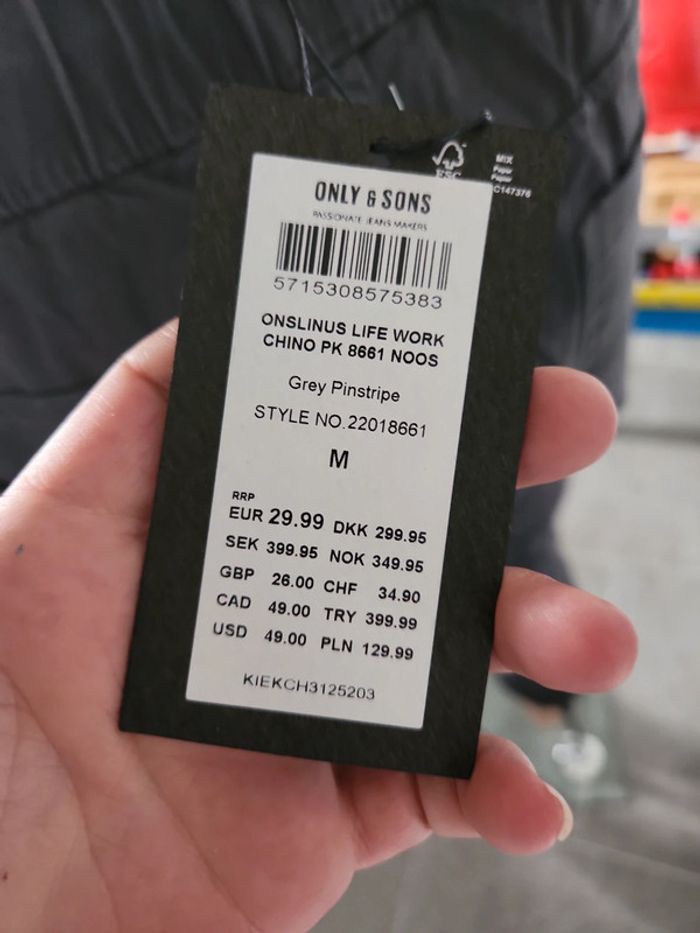 FSC
MIX
Paper
C147376
ONLY & SONS
PASSIONATE JEANS MAKERS
5715308575383
ONSLINUS LIFE WORK
CHINO PK 8661 NOOS
Grey Pinstripe
STYLE NO.22018661
M
RRP
EUR 29.99 DKK 299.95
SEK 399.95 NOK 349.95
GBP 26.00 CHF 34.90
CAD 49.00 TRY 399.99
USD 49.00 PLN 129.99
KIEKCH3125203